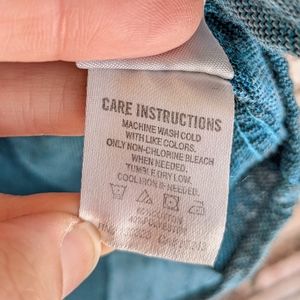 CARE INSTRUCTIONS
MACHINE WASH COLD
WITH LIKE COLORS.
ONLY NON-CHLORINE BLEACH
WHEN NEEDED.
TUMBLE DRY LOW.
COOL IRON IF NEEDED.